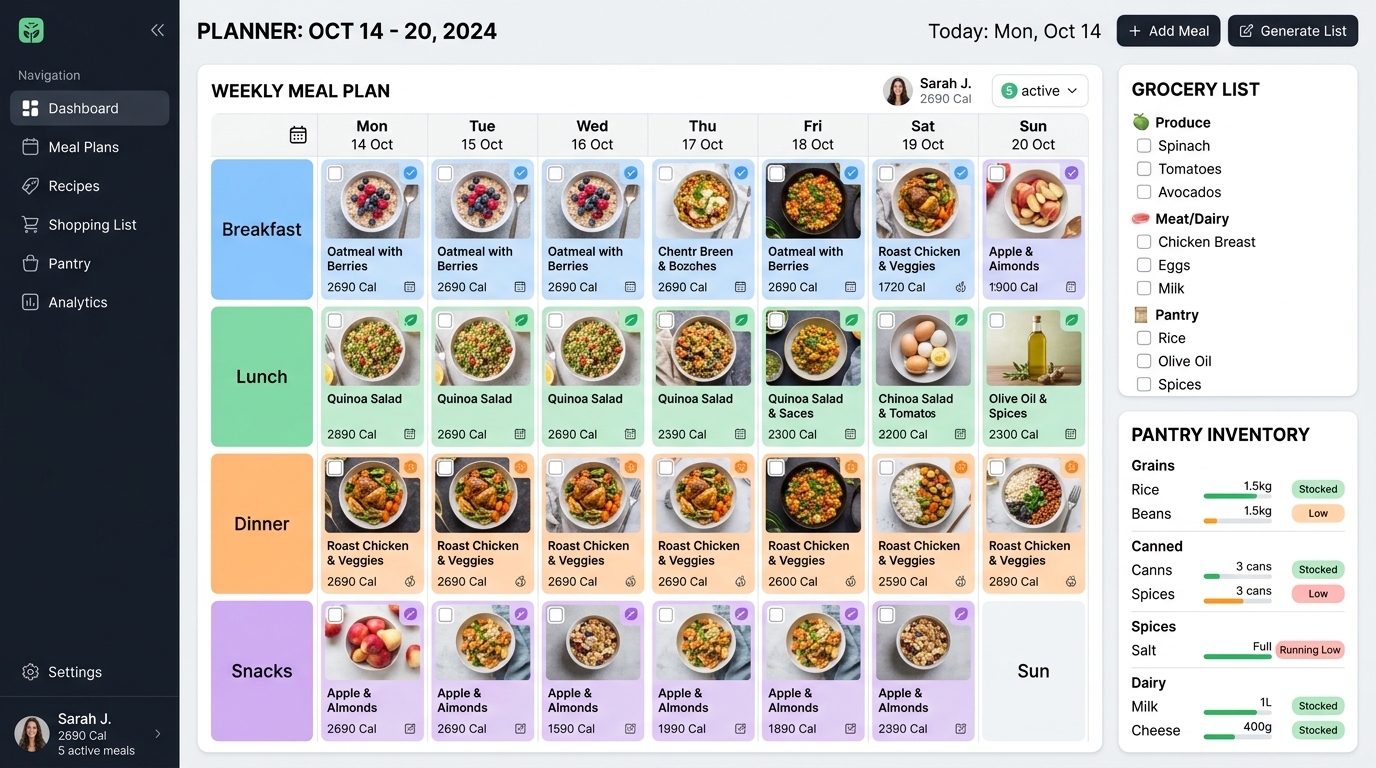 Navigation
Dashboard
Meal Plans
Recipes
Shopping List
Pantry
Analytics
Settings
Sarah J.
2690 Cal
5 active meals
PLANNER: OCT 14 - 20, 2024
Today: Mon, Oct 14
+ Add Meal
Generate List
WEEKLY MEAL PLAN
Sarah J.
2690 Cal
5 active
Mon
14 Oct
Tue
15 Oct
Wed
16 Oct
Thu
17 Oct
Fri
18 Oct
Sat
19 Oct
Sun
20 Oct
Breakfast
Oatmeal with
Berries
2690 Cal
Oatmeal with
Berries
2690 Cal
Oatmeal with
Berries
2690 Cal
Chentr Breen
& Bozches
2690 Cal
Oatmeal with
Berries
2690 Cal
Roast Chicken
& Veggies
1720 Cal
Apple &
Almonds
1:900 Cal
Lunch
Quinoa Salad
2890 Cal
Quinoa Salad
2690 Cal
Quinoa Salad
2690 Cal
Quinoa Salad
2390 Cal
Quinoa Salad
& Saces
2300 Cal
Chinoa Salad
& Tomatos
2200 Cal
Olive Oil &
Spices
2300 Cal
Dinner
Roast Chicken
& Veggies
2690 Cal
Roast Chicken
& Veggies
2690 Cal
Roast Chicken
& Veggies
2690 Cal
Roast Chicken
& Veggies
2690 Cal
Roast Chicken
& Veggies
2600 Cal
Roast Chicken
& Veggies
2590 Cal
Roast Chicken
& Veggies
2890 Cal
Snacks
Apple &
Almonds
2690 Cal
Apple &
Almonds
2690 Cal
Apple &
Almonds
1590 Cal
Apple &
Almonds
1990 Cal
Apple &
Almonds
1890 Cal
Apple &
Almonds
2390 Cal
Sun
GROCERY LIST
Produce
Spinach
Tomatoes
Avocados
Meat/Dairy
Chicken Breast
Eggs
Milk
Pantry
Rice
Olive Oil
Spices
PANTRY INVENTORY
Grains
Rice 1.5kg Stocked
Beans 1.5kg Low
Canned
Canns 3 cans Stocked
Spices 3 cans Low
Spices
Salt Full Running Low
Dairy
Milk 1L Stocked
Cheese 400g Stocked